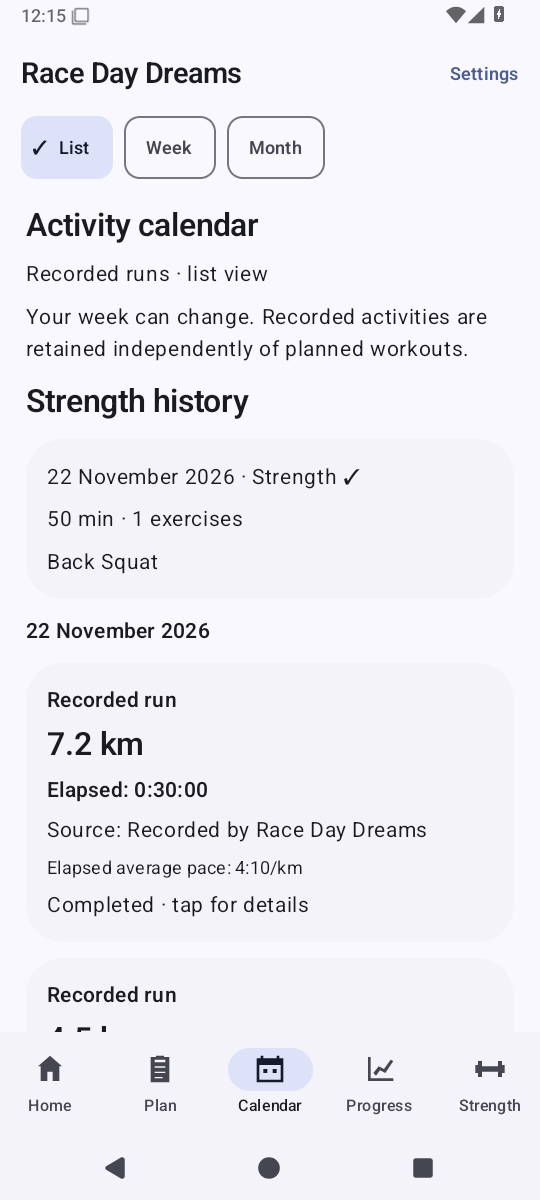 12:15
Race Day Dreams
Settings
✓ List
Week
Month
Activity calendar
Recorded runs · list view
Your week can change. Recorded activities are
retained independently of planned workouts.
Strength history
22 November 2026 · Strength ✓
50 min · 1 exercises
Back Squat
22 November 2026
Recorded run
7.2 km
Elapsed: 0:30:00
Source: Recorded by Race Day Dreams
Elapsed average pace: 4:10/km
Completed · tap for details
Recorded run
Home
Plan
Calendar
Progress
Strength